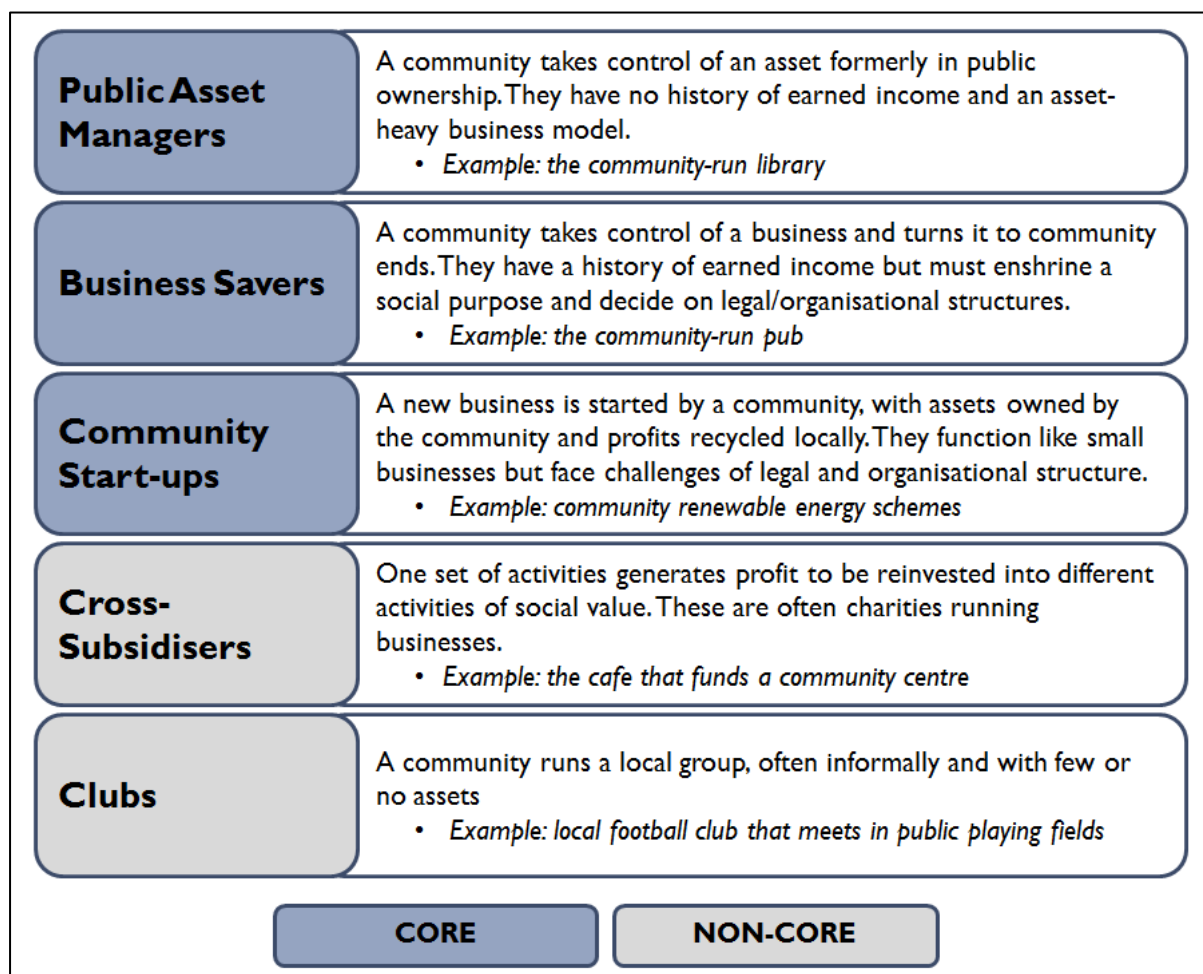 Public Asset
Managers
A community takes control of an asset formerly in public
ownership. They have no history of earned income and an asset-
heavy business model.
• Example: the community-run library
Business Savers
A community takes control of a business and turns it to community
ends. They have a history of earned income but must enshrine a
social purpose and decide on legal/organisational structures.
• Example: the community-run pub
Community
Start-ups
A new business is started by a community, with assets owned by
the community and profits recycled locally. They function like small
businesses but face challenges of legal and organisational structure.
• Example: community renewable energy schemes
Cross-
Subsidisers
One set of activities generates profit to be reinvested into different
activities of social value. These are often charities running
businesses.
• Example: the cafe that funds a community centre
Clubs
A community runs a local group, often informally and with few or
no assets
• Example: local football club that meets in public playing fields
CORE
NON-CORE